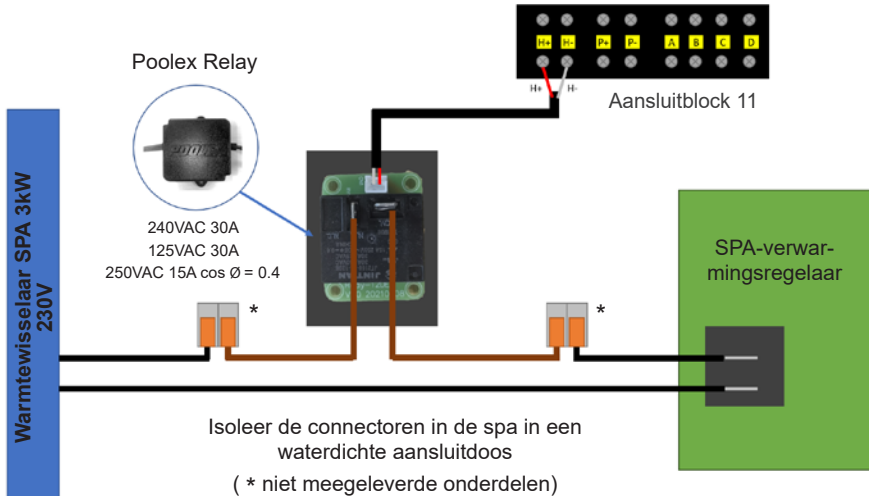 H+ H- P+ P- A B C D
H+ H-
Aansluitblock 11
Poolex Relay
POOLEX
240VAC 30A
125VAC 30A
250VAC 15A cos Ø = 0.4
Warmtewisselaar SPA 3kW
230V
*
*
SPA-verwar-
mingsregelaar
Isoleer de connectoren in de spa in een
waterdichte aansluitdoos
( * niet meegeleverde onderdelen)